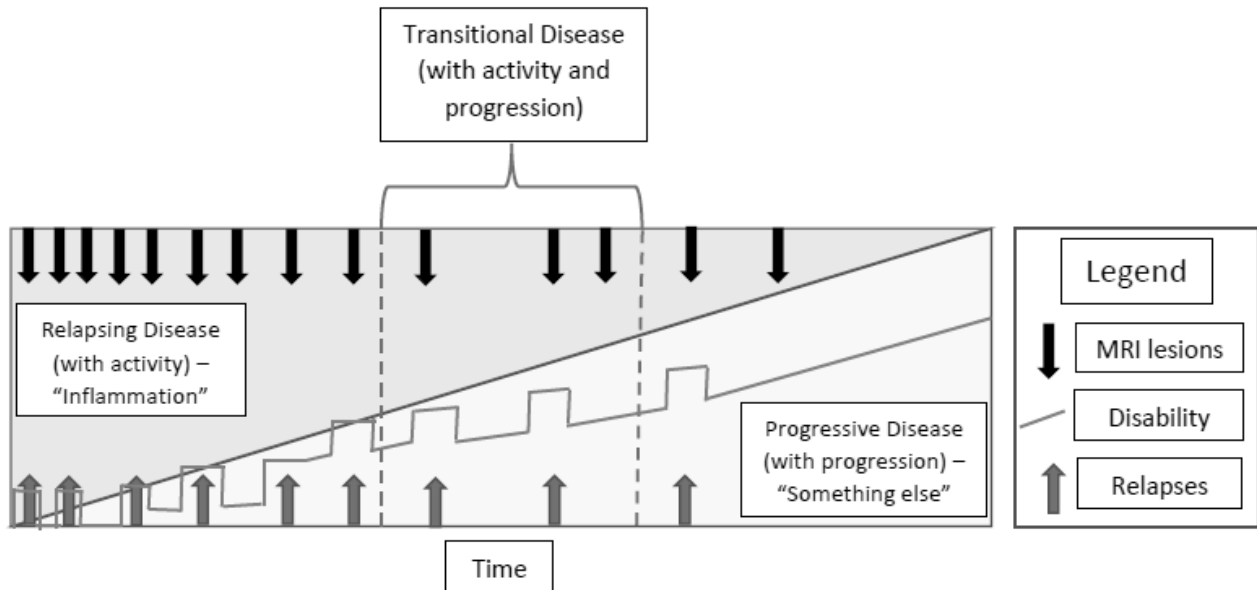 Transitional Disease
(with activity and
progression)
Relapsing Disease
(with activity) –
“Inflammation”
Progressive Disease
(with progression) –
“Something else”
Time
Legend
MRI lesions
Disability
Relapses